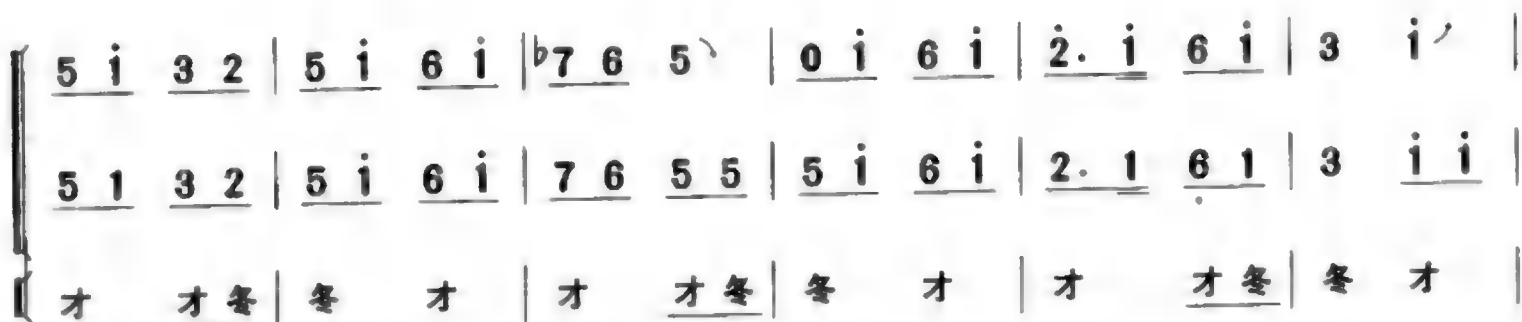 5 i̇ 3 2 | 5 i̇ 6 i̇ | ♭7 6 5 | 0 i̇ 6 i̇ | 2̇. i̇ 6 i̇ | 3 i̇ |
5 1 3 2 | 5 i̇ 6 i̇ | 7 6 5 5 | 5 i̇ 6 i̇ | 2. 1 6̣ 1 | 3 i̇ i̇ |
才 才冬 | 冬 才 | 才 才冬 | 冬 才 | 才 才冬 | 冬 才 |